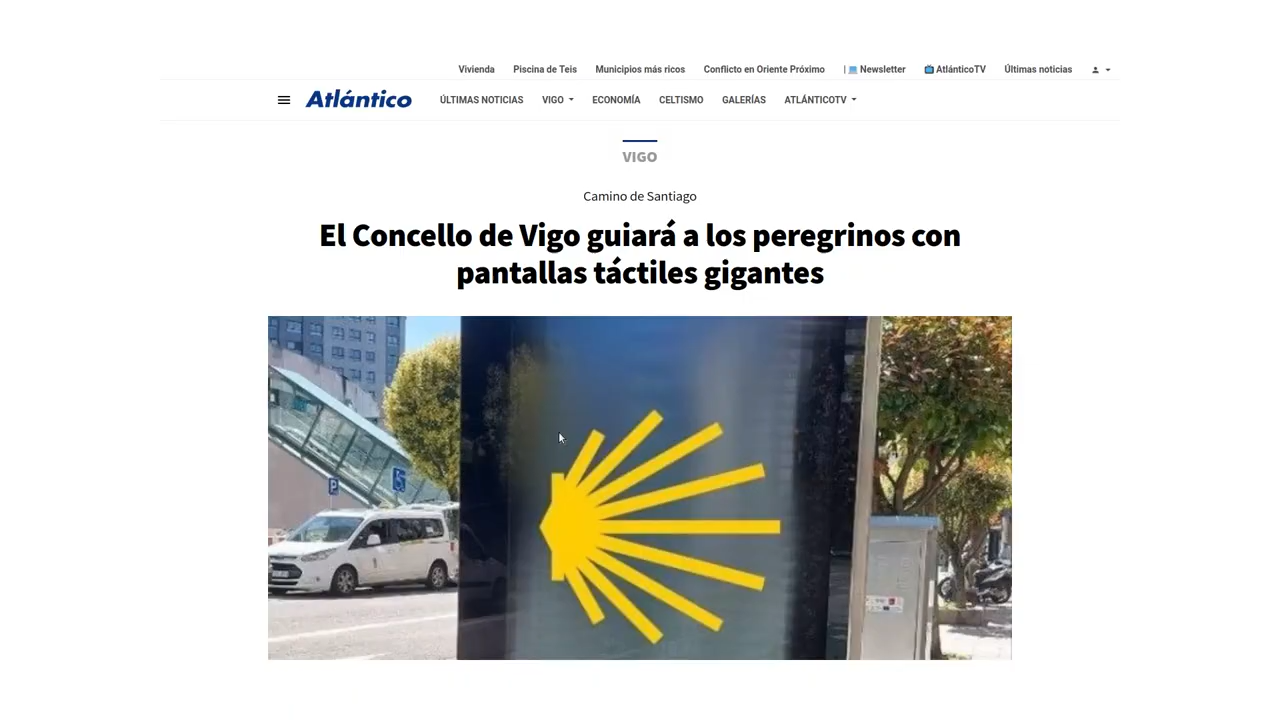 Vivienda Piscina de Teis Municipios más ricos Conflicto en Oriente Próximo | Newsletter AtlánticoTV Últimas noticias
Atlántico ÚLTIMAS NOTICIAS VIGO ECONOMÍA CELTISMO GALERÍAS ATLÁNTICOTV
VIGO
Camino de Santiago
El Concello de Vigo guiará a los peregrinos con
pantallas táctiles gigantes
P